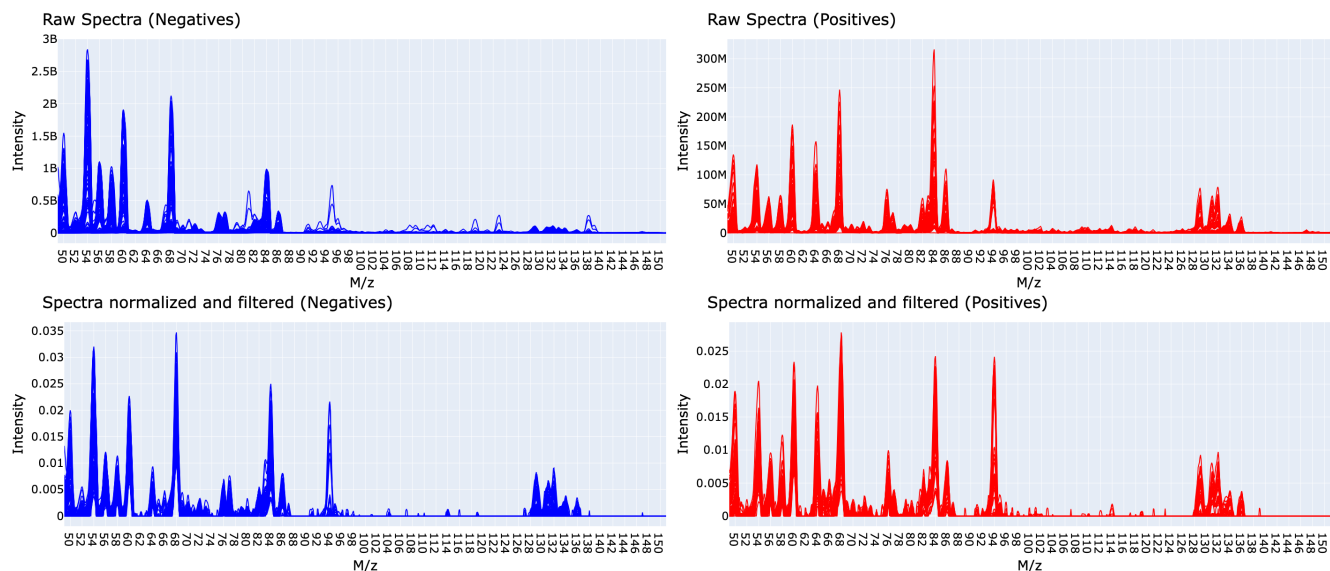 Raw Spectra (Negatives)
3B
2.5B
2B
1.5B
1B
0.5B
0
Intensity
50 52 54 56 58 60 62 64 66 68 70 72 74 76 78 80 82 84 86 88 90 92 94 96 98 100 102 104 106 108 110 112 114 116 118 120 122 124 126 128 130 132 134 136 138 140 142 144 146 148 150
M/z
Raw Spectra (Positives)
300M
250M
200M
150M
100M
50M
0
Intensity
50 52 54 56 58 60 62 64 66 68 70 72 74 76 78 80 82 84 86 88 90 92 94 96 98 100 102 104 106 108 110 112 114 116 118 120 122 124 126 128 130 132 134 136 138 140 142 144 146 148 150
M/z
Spectra normalized and filtered (Negatives)
0.035
0.03
0.025
0.02
0.015
0.01
0.005
0
Intensity
50 52 54 56 58 60 62 64 66 68 70 72 74 76 78 80 82 84 86 88 90 92 94 96 98 100 102 104 106 108 110 112 114 116 118 120 122 124 126 128 130 132 134 136 138 140 142 144 146 148 150
M/z
Spectra normalized and filtered (Positives)
0.025
0.02
0.015
0.01
0.005
0
Intensity
50 52 54 56 58 60 62 64 66 68 70 72 74 76 78 80 82 84 86 88 90 92 94 96 98 100 102 104 106 108 110 112 114 116 118 120 122 124 126 128 130 132 134 136 138 140 142 144 146 148 150
M/z